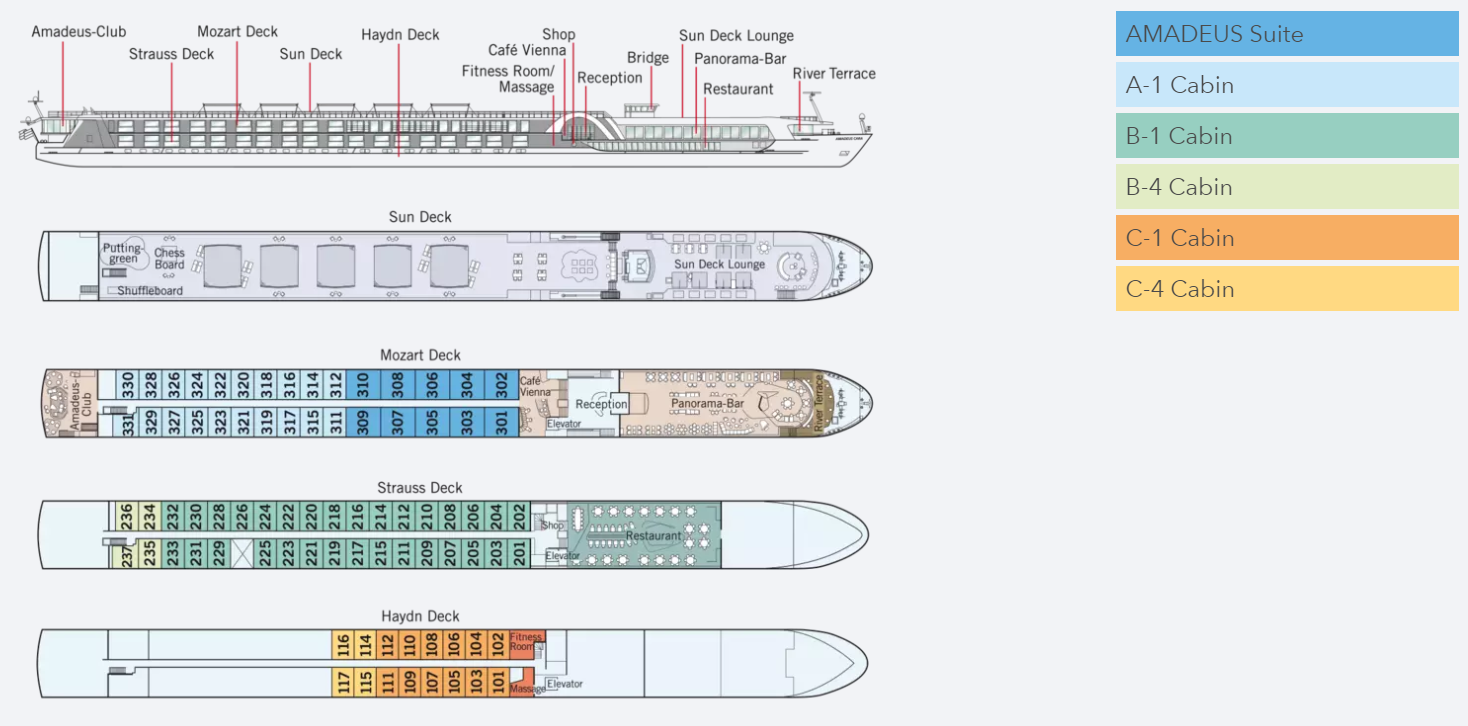 Amadeus-Club
Mozart Deck
Haydn Deck
Shop
Sun Deck Lounge
Strauss Deck
Sun Deck
Café Vienna
Bridge
Panorama-Bar
Fitness Room/
Massage
Reception
River Terrace
Restaurant
AMADEUS Suite
A-1 Cabin
B-1 Cabin
B-4 Cabin
C-1 Cabin
C-4 Cabin
Sun Deck
Putting-
green
Chess
Board
Shuffleboard
Sun Deck Lounge
Mozart Deck
Amadeus-
Club
330 328 326 324 322 320 318 316 314 312 310 308 306 304 302
331 329 327 325 323 321 319 317 315 311 309 307 305 303 301
Café
Vienna
Reception
Elevator
Panorama-Bar
River Terrace
Strauss Deck
236 234 232 230 228 226 224 222 220 218 216 214 212 210 208 206 204 202
237 235 233 231 229 225 223 221 219 217 215 211 209 207 205 203 201
Shop
Elevator
Restaurant
Haydn Deck
116 114 112 110 108 106 104 102
117 115 111 109 107 105 103 101
Fitness
Room
Massage
Elevator